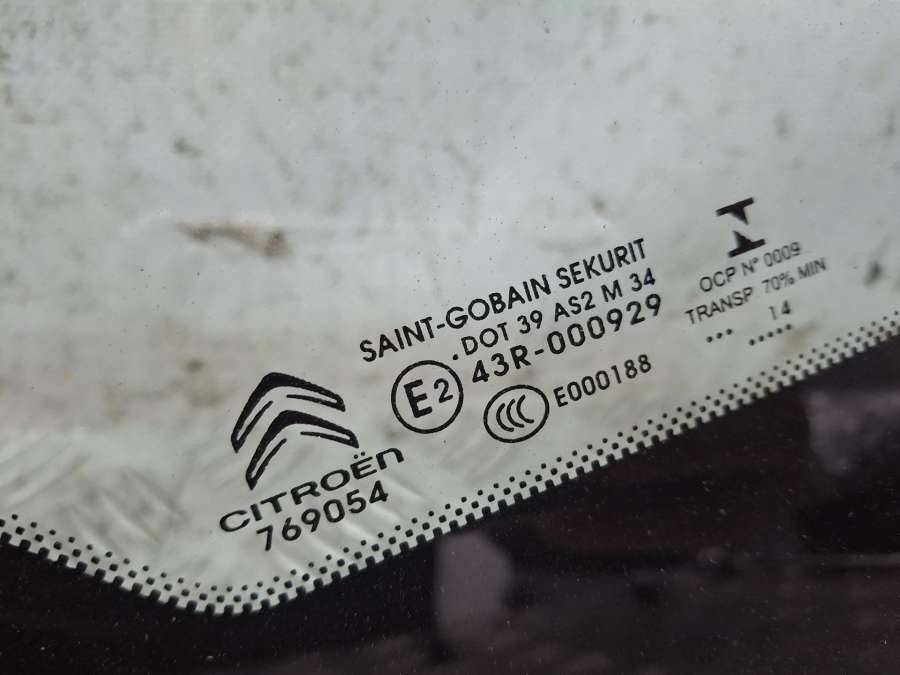 SAINT-GOBAIN SEKURIT
.DOT 39 AS2 M 34
E2 43R-000929
CCC E000188
CITROËN
769054
I
OCP N° 0009
TRANSP 70% MIN
... 14
.....